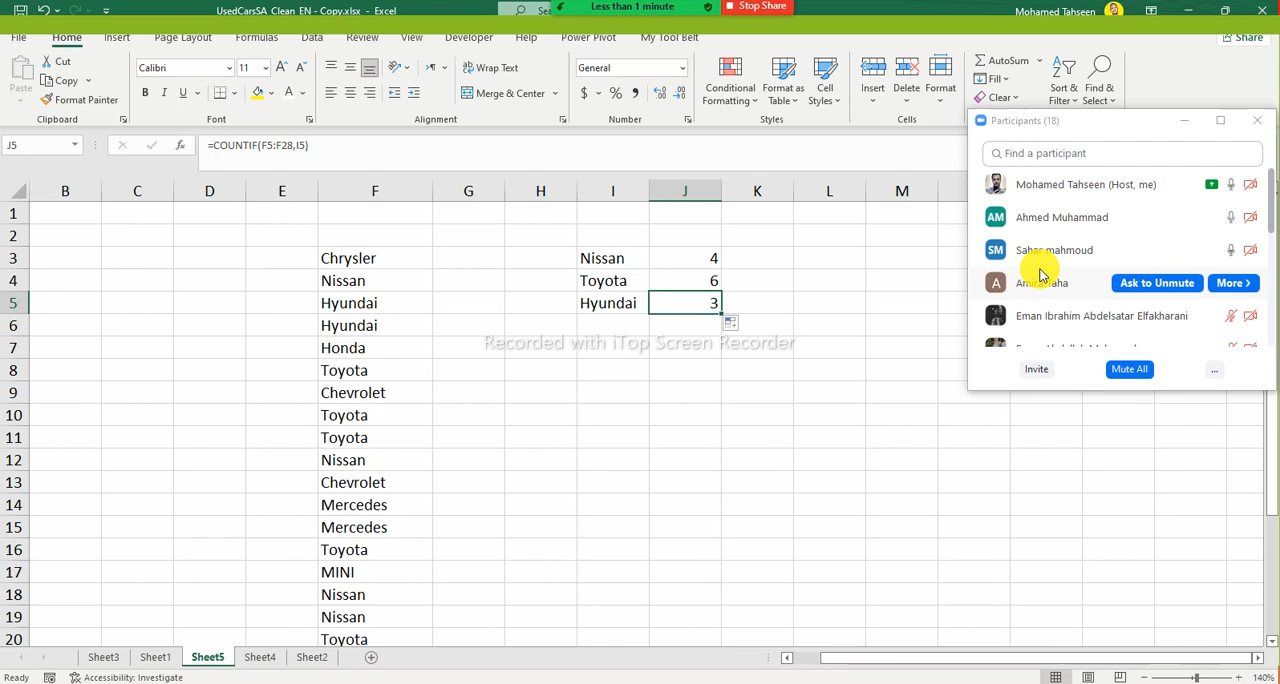 UsedCarsSA Clean EN - Copy.xlsx - Excel
Less than 1 minute
Stop Share
Mohamed Tahseen
File Home Insert Page Layout Formulas Data Review View Developer Help Power Pivot My Tool Belt
Share
Paste
Cut
Copy
Format Painter
Calibri 11
B I U
Wrap Text
Merge & Center
General
$ % ,
Conditional Formatting
Format as Table
Cell Styles
Insert Delete Format
AutoSum
Fill
Clear
Sort & Filter
Find & Select
Clipboard Font Alignment Number Styles Cells
J5
fx
=COUNTIF(F5:F28,I5)
Participants (18)
Find a participant
Mohamed Tahseen (Host, me)
AM Ahmed Muhammad
SM Sahar mahmoud
A
Ask to Unmute More >
Eman Ibrahim Abdelsatar Elfakharani
Invite Mute All ...
B C D E F G H I J K L M
1
2
3 Chrysler Nissan 4
4 Nissan Toyota 6
5 Hyundai Hyundai 3
6 Hyundai
7 Honda
Recorded with iTop Screen Recorder
8 Toyota
9 Chevrolet
10 Toyota
11 Toyota
12 Nissan
13 Chevrolet
14 Mercedes
15 Mercedes
16 Toyota
17 MINI
18 Nissan
19 Nissan
20 Toyota
Sheet3 Sheet1 Sheet5 Sheet4 Sheet2
Ready Accessibility: Investigate 140%